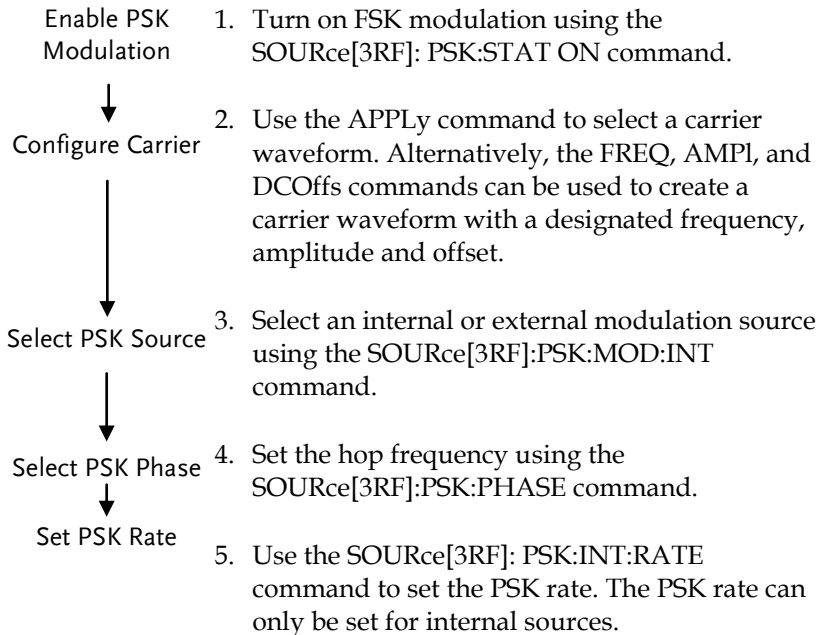 Enable PSK
Modulation
1. Turn on FSK modulation using the
SOURce[3RF]: PSK:STAT ON command.
Configure Carrier
2. Use the APPLy command to select a carrier
waveform. Alternatively, the FREQ, AMPl, and
DCOffs commands can be used to create a
carrier waveform with a designated frequency,
amplitude and offset.
Select PSK Source
3. Select an internal or external modulation source
using the SOURce[3RF]:PSK:MOD:INT
command.
Select PSK Phase
4. Set the hop frequency using the
SOURce[3RF]:PSK:PHASE command.
Set PSK Rate
5. Use the SOURce[3RF]: PSK:INT:RATE
command to set the PSK rate. The PSK rate can
only be set for internal sources.